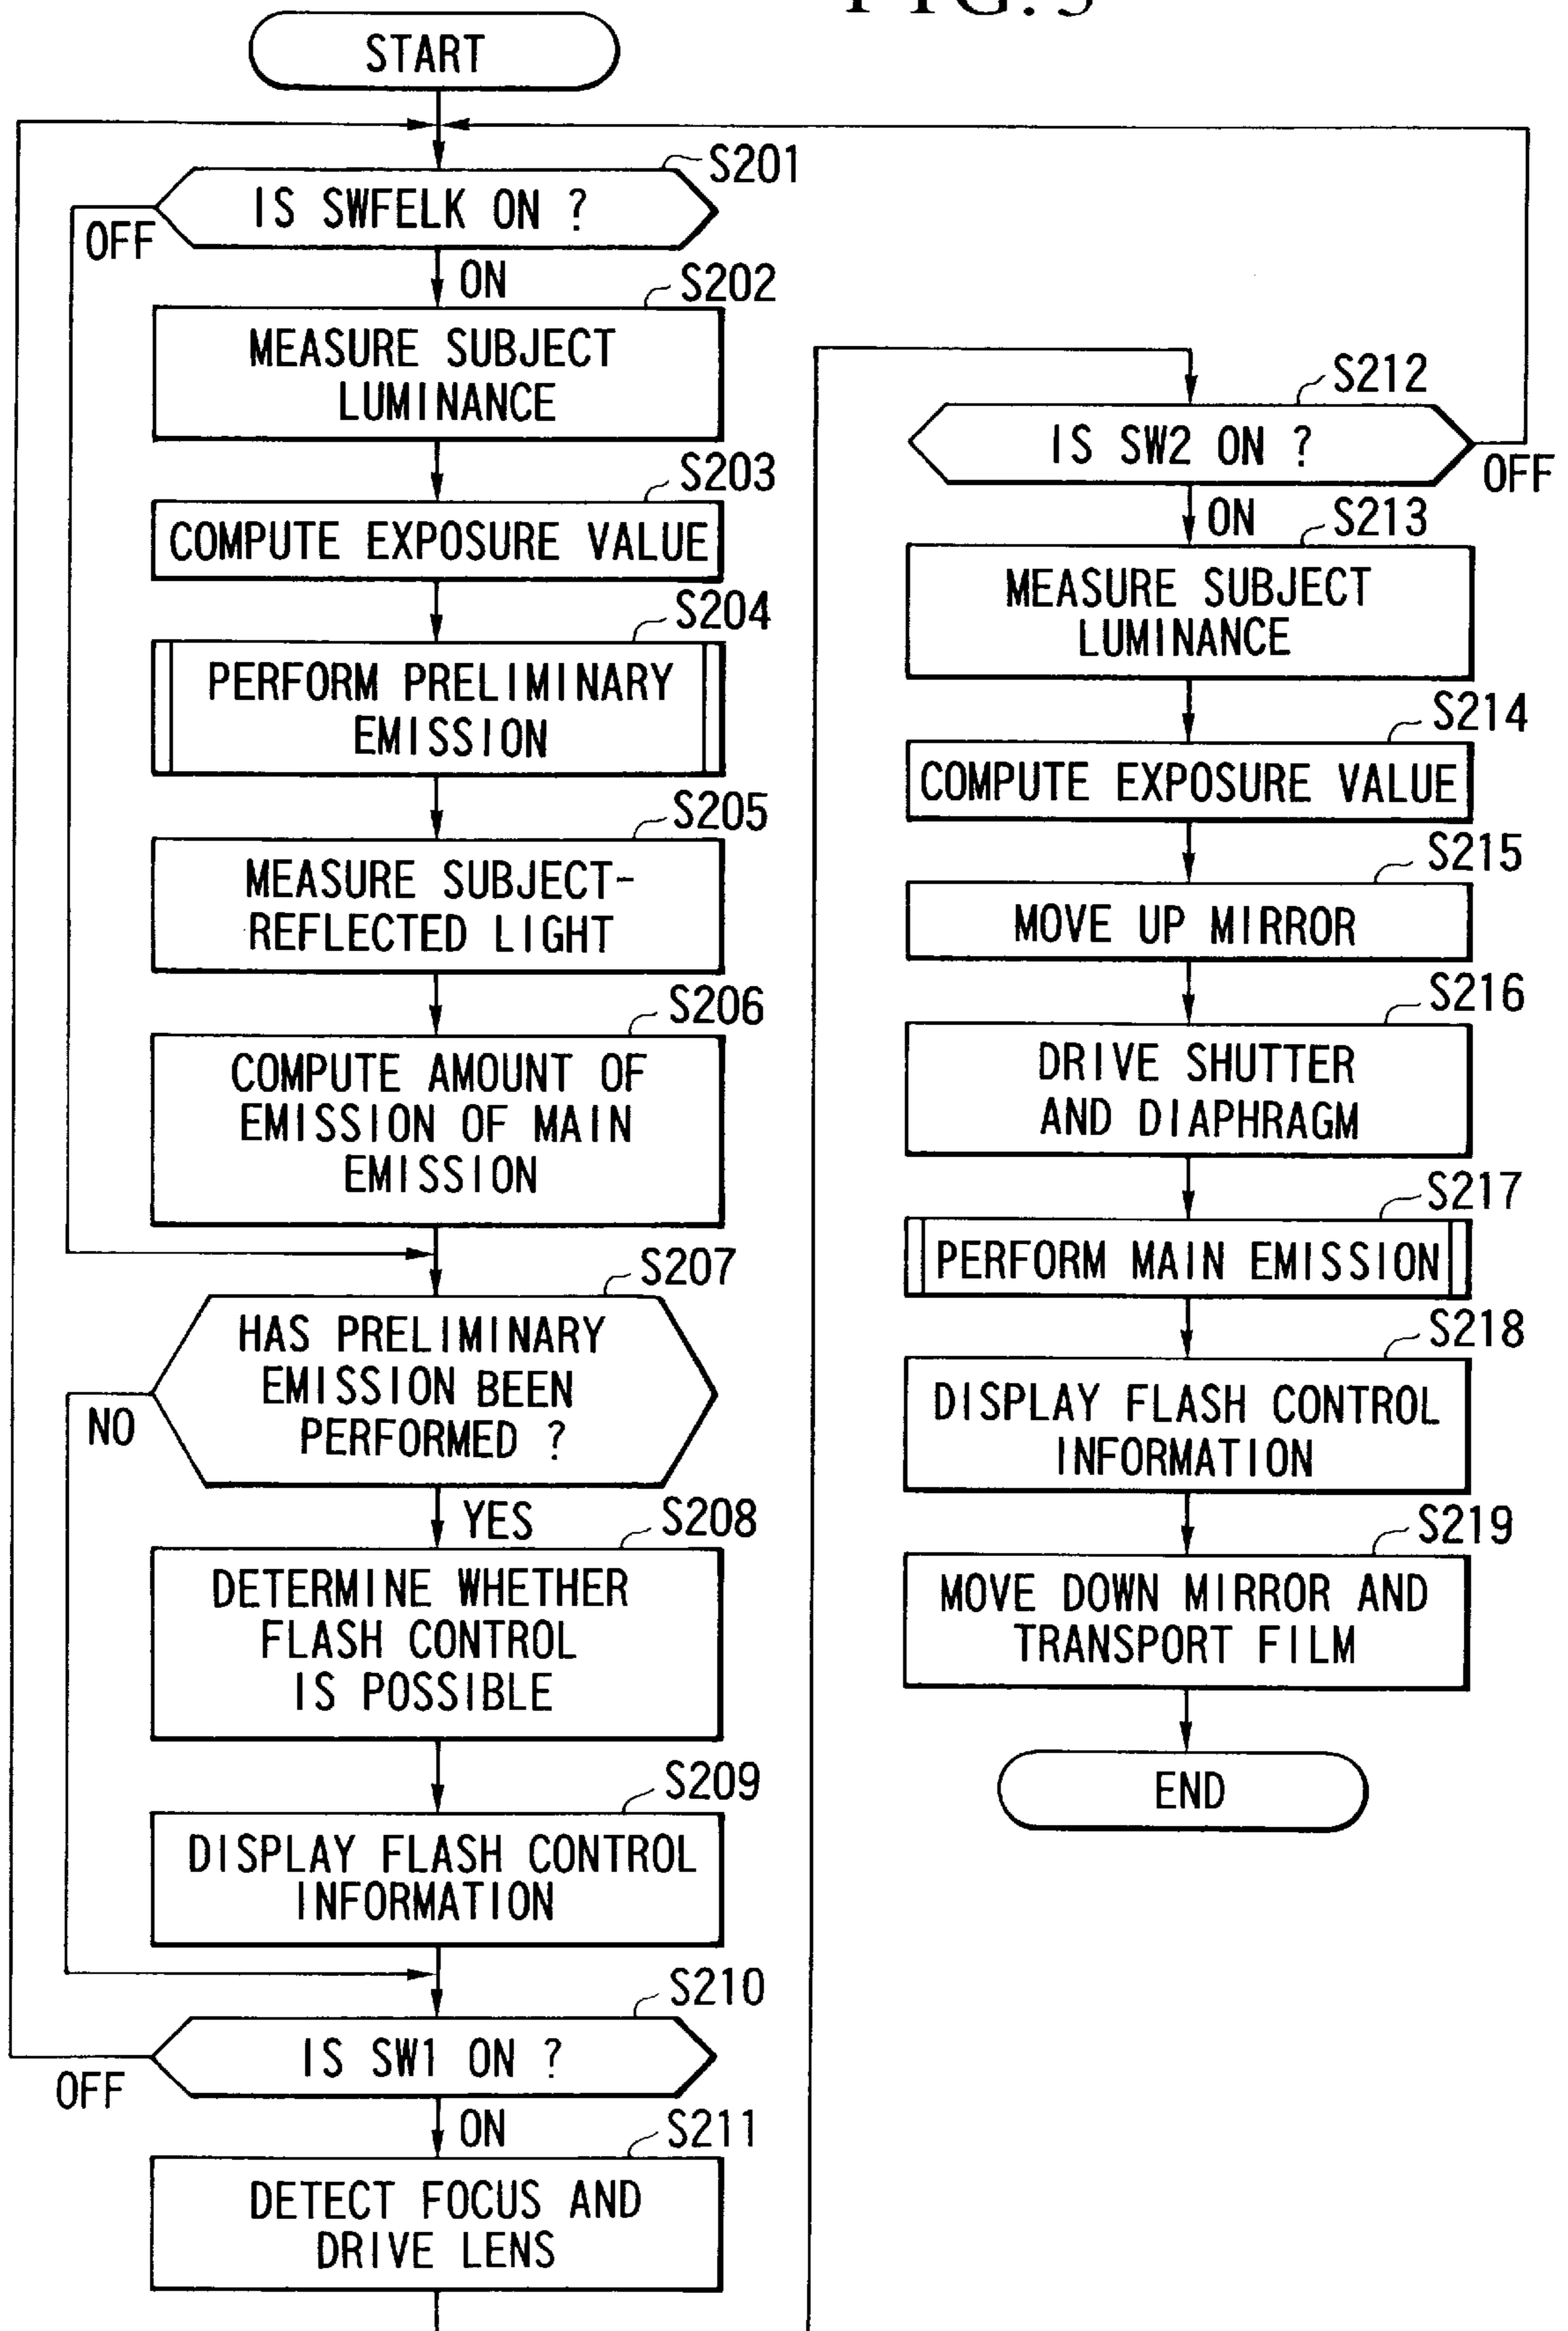 START
S201
IS SWFELK ON ?
OFF
ON
S202
MEASURE SUBJECT
LUMINANCE
S203
COMPUTE EXPOSURE VALUE
S204
PERFORM PRELIMINARY
EMISSION
S205
MEASURE SUBJECT-
REFLECTED LIGHT
S206
COMPUTE AMOUNT OF
EMISSION OF MAIN
EMISSION
S207
HAS PRELIMINARY
EMISSION BEEN
PERFORMED ?
NO
YES
S208
DETERMINE WHETHER
FLASH CONTROL
IS POSSIBLE
S209
DISPLAY FLASH CONTROL
INFORMATION
S210
IS SW1 ON ?
OFF
ON
S211
DETECT FOCUS AND
DRIVE LENS
S212
IS SW2 ON ?
OFF
ON
S213
MEASURE SUBJECT
LUMINANCE
S214
COMPUTE EXPOSURE VALUE
S215
MOVE UP MIRROR
S216
DRIVE SHUTTER
AND DIAPHRAGM
S217
PERFORM MAIN EMISSION
S218
DISPLAY FLASH CONTROL
INFORMATION
S219
MOVE DOWN MIRROR AND
TRANSPORT FILM
END